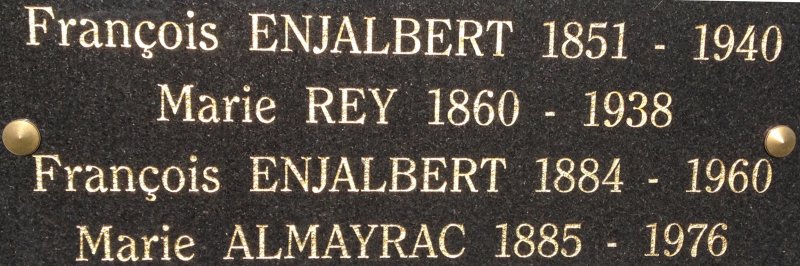 François ENJALBERT 1851 - 1940
Marie REY 1860 - 1938
François ENJALBERT 1884 - 1960
Marie ALMAYRAC 1885 - 1976